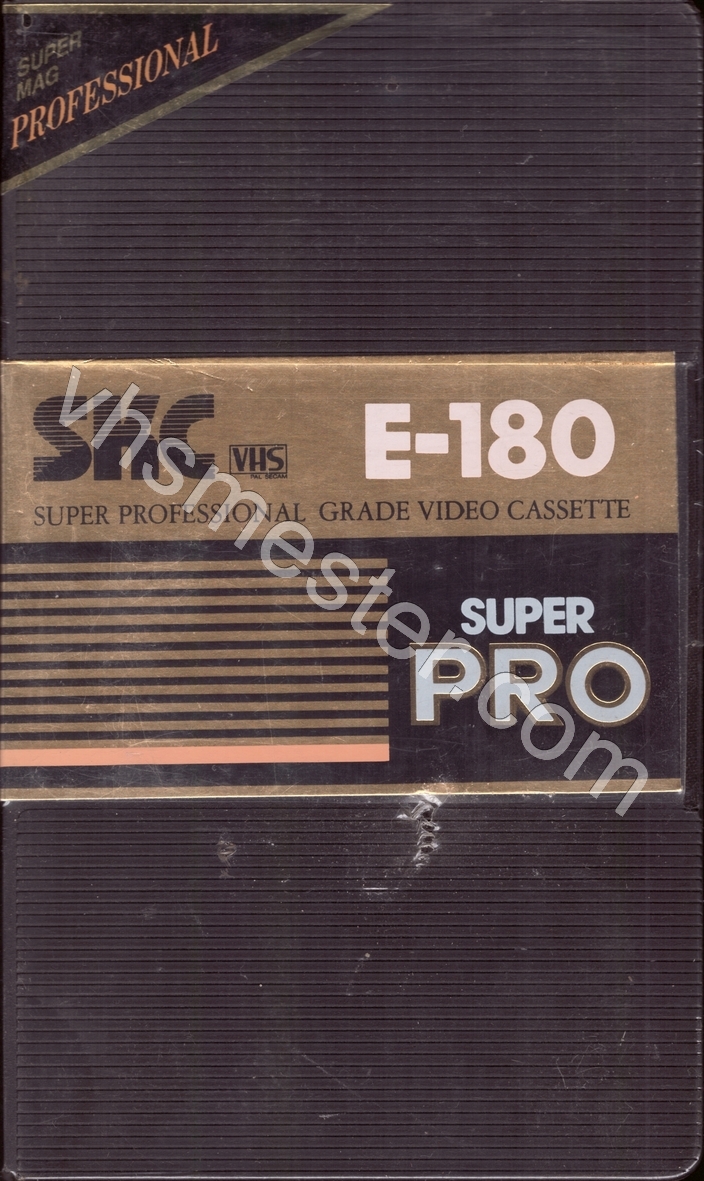 SUPER
MAG
PROFESSIONAL
SKC
VHS
PAL SECAM
E-180
SUPER PROFESSIONAL GRADE VIDEO CASSETTE
SUPER
PRO
vhsmester.com